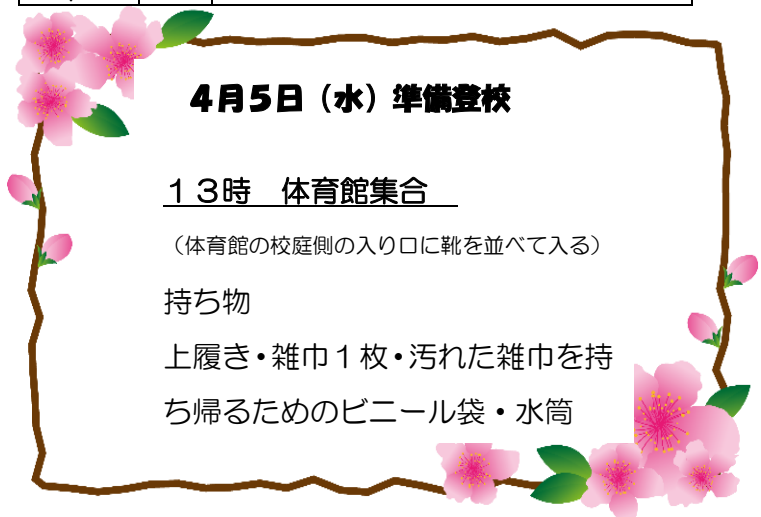 4月5日（水）準備登校
１３時　体育館集合
（体育館の校庭側の入り口に靴を並べて入る）
持ち物
上履き・雑巾１枚・汚れた雑巾を持
ち帰るためのビニール袋・水筒